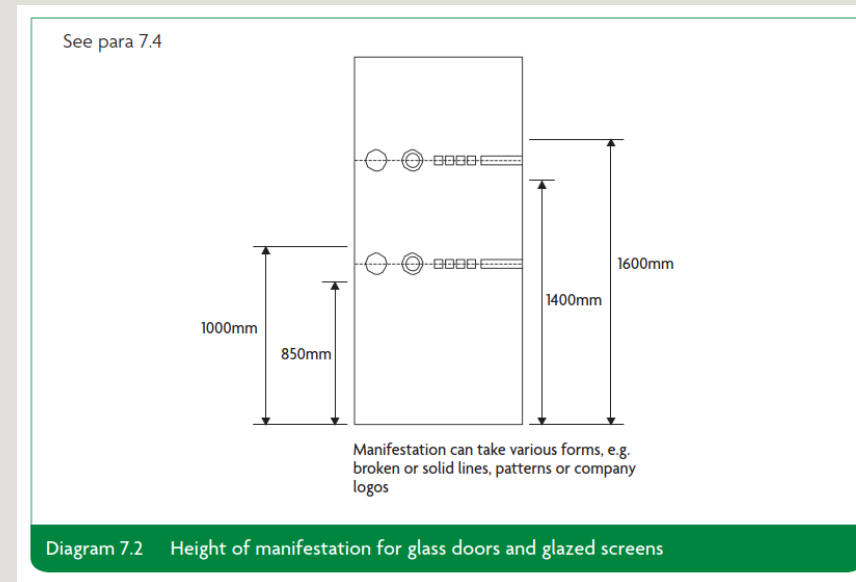 See para 7.4
1600mm
1400mm
1000mm
850mm
Manifestation can take various forms, e.g.
broken or solid lines, patterns or company
logos
Diagram 7.2 Height of manifestation for glass doors and glazed screens